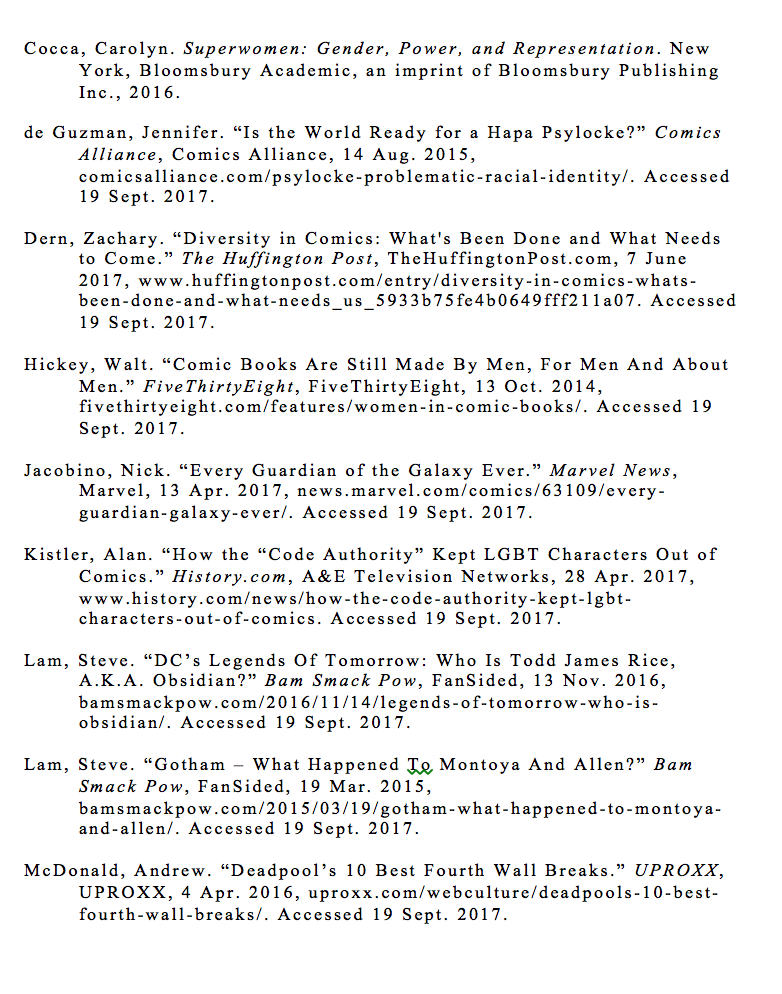 Cocca, Carolyn. Superwomen: Gender, Power, and Representation. New
York, Bloomsbury Academic, an imprint of Bloomsbury Publishing
Inc., 2016.
de Guzman, Jennifer. “Is the World Ready for a Hapa Psylocke?” Comics
Alliance, Comics Alliance, 14 Aug. 2015,
comicsalliance.com/psylocke-problematic-racial-identity/. Accessed
19 Sept. 2017.
Dern, Zachary. “Diversity in Comics: What's Been Done and What Needs
to Come.” The Huffington Post, TheHuffingtonPost.com, 7 June
2017, www.huffingtonpost.com/entry/diversity-in-comics-whats-
been-done-and-what-needs_us_5933b75fe4b0649fff211a07. Accessed
19 Sept. 2017.
Hickey, Walt. “Comic Books Are Still Made By Men, For Men And About
Men.” FiveThirtyEight, FiveThirtyEight, 13 Oct. 2014,
fivethirtyeight.com/features/women-in-comic-books/. Accessed 19
Sept. 2017.
Jacobino, Nick. “Every Guardian of the Galaxy Ever.” Marvel News,
Marvel, 13 Apr. 2017, news.marvel.com/comics/63109/every-
guardian-galaxy-ever/. Accessed 19 Sept. 2017.
Kistler, Alan. “How the “Code Authority” Kept LGBT Characters Out of
Comics.” History.com, A&E Television Networks, 28 Apr. 2017,
www.history.com/news/how-the-code-authority-kept-lgbt-
characters-out-of-comics. Accessed 19 Sept. 2017.
Lam, Steve. “DC’s Legends Of Tomorrow: Who Is Todd James Rice,
A.K.A. Obsidian?” Bam Smack Pow, FanSided, 13 Nov. 2016,
bamsmackpow.com/2016/11/14/legends-of-tomorrow-who-is-
obsidian/. Accessed 19 Sept. 2017.
Lam, Steve. “Gotham – What Happened To Montoya And Allen?” Bam
Smack Pow, FanSided, 19 Mar. 2015,
bamsmackpow.com/2015/03/19/gotham-what-happened-to-montoya-
and-allen/. Accessed 19 Sept. 2017.
McDonald, Andrew. “Deadpool’s 10 Best Fourth Wall Breaks.” UPROXX,
UPROXX, 4 Apr. 2016, uproxx.com/webculture/deadpools-10-best-
fourth-wall-breaks/. Accessed 19 Sept. 2017.